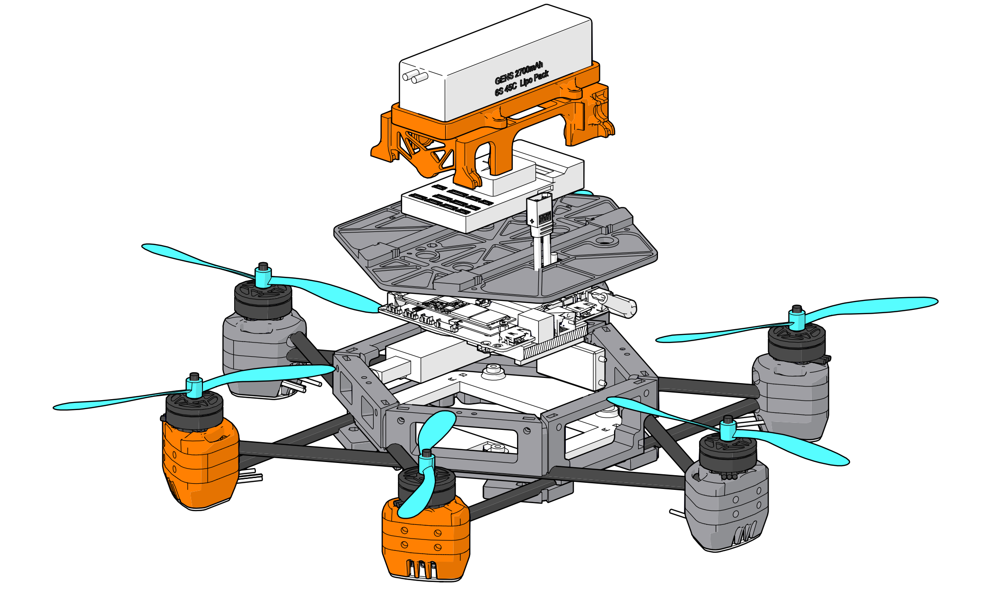 GENS 2700mAh
6S 45C Lipo Pack
+